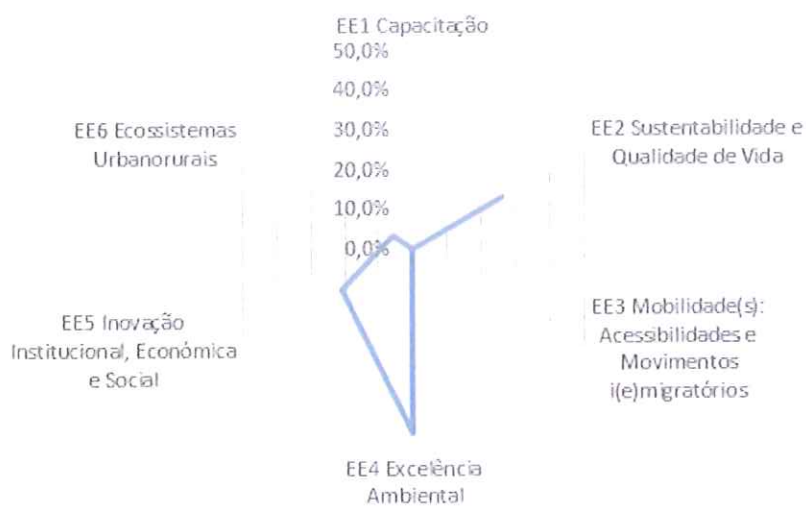 EE1 Capacitação
50,0%
40,0%
30,0%
20,0%
10,0%
0,0%
EE2 Sustentabilidade e
Qualidade de Vida
EE3 Mobilidade(s):
Acessibilidades e
Movimentos
i(e)migratórios
EE4 Excelência
Ambiental
EE5 Inovação
Institucional, Económica
e Social
EE6 Ecossistemas
Urbanorurais